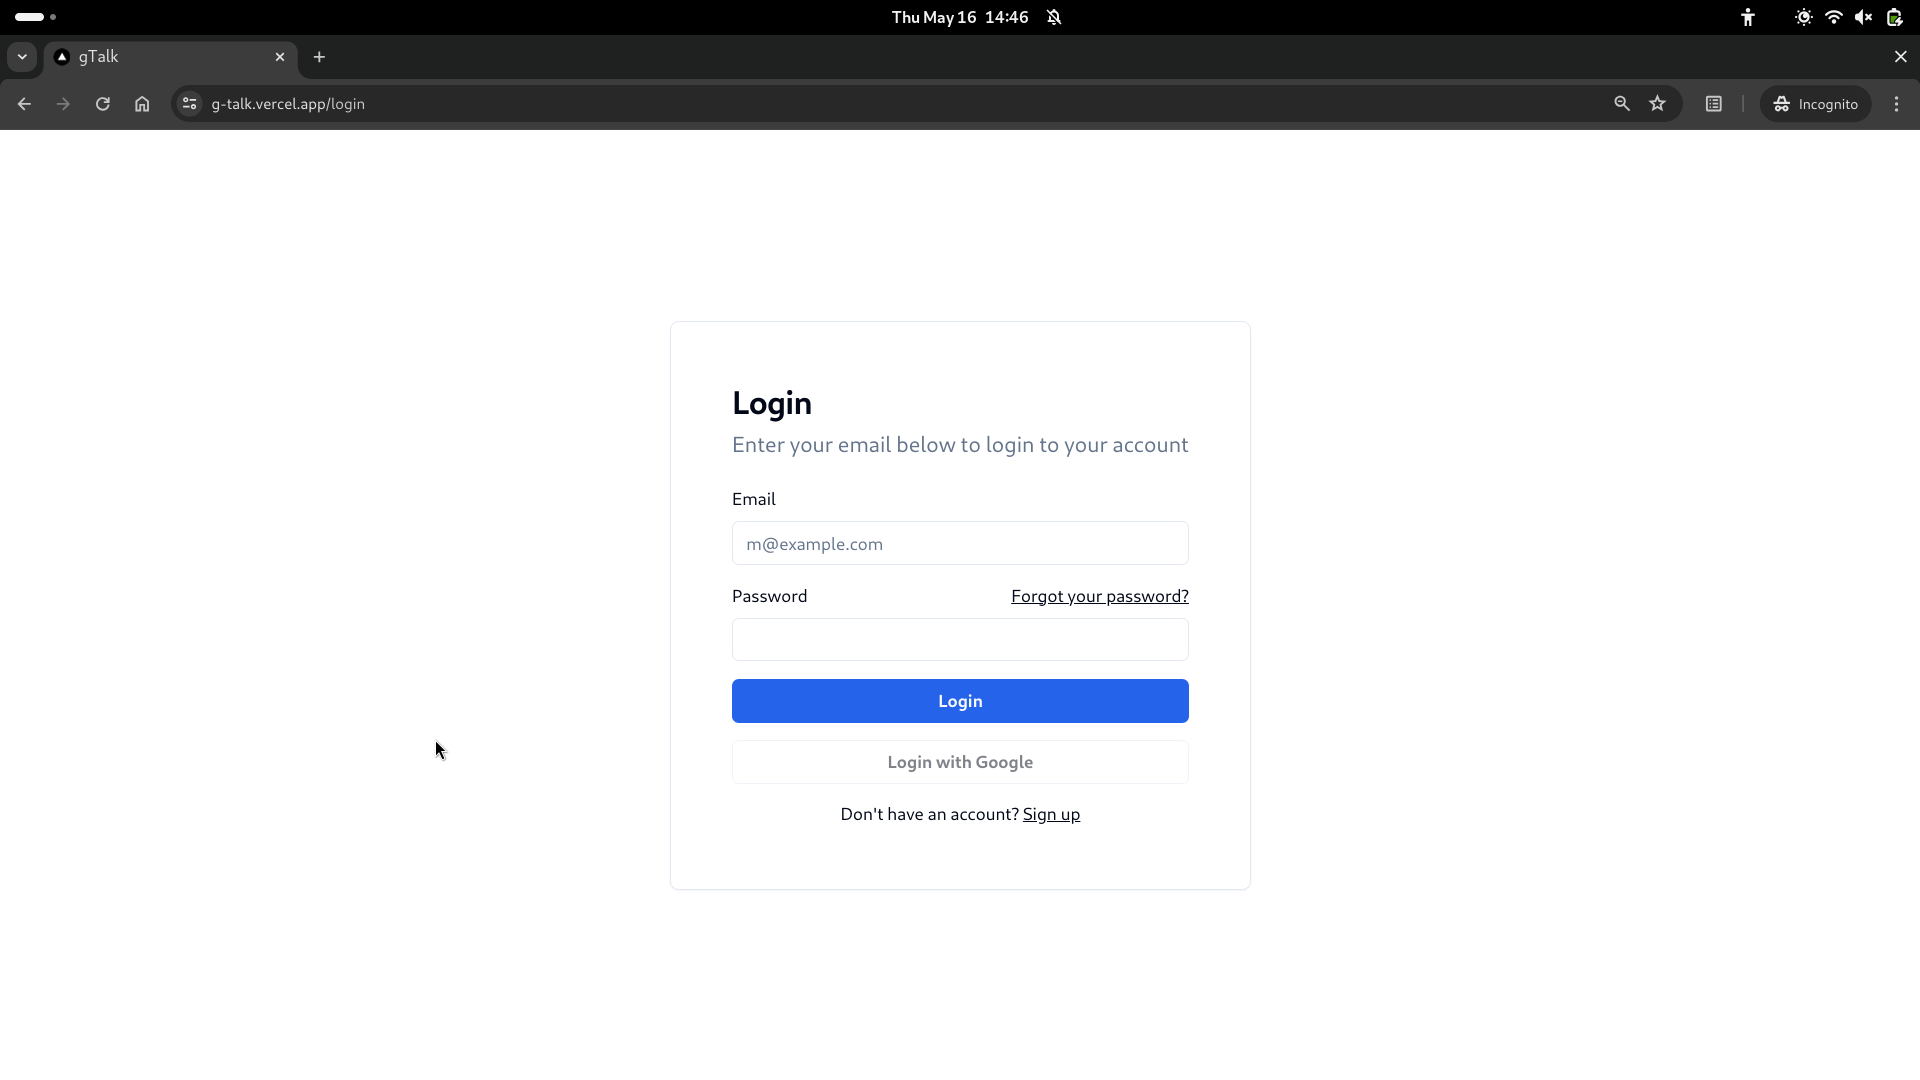 Thu May 16 14:46
gTalk
g-talk.vercel.app/login
Incognito
Login
Enter your email below to login to your account
Email
m@example.com
Password Forgot your password?
Login
Login with Google
Don't have an account? Sign up